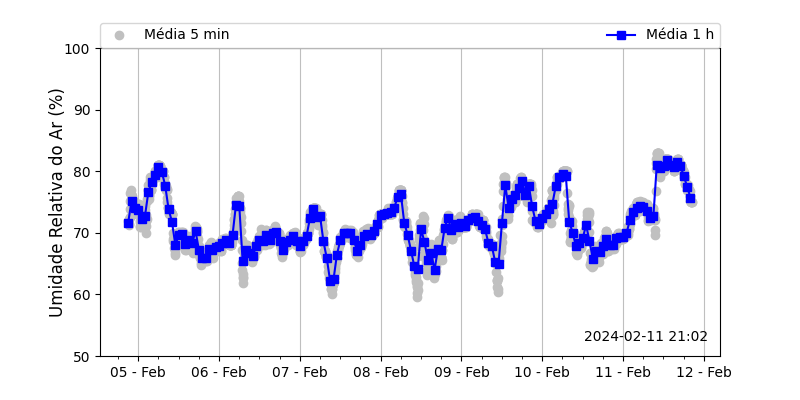 Média 5 min
Média 1 h
Umidade Relativa do Ar (%)
100
90
80
70
60
50
2024-02-11 21:02
05 - Feb
06 - Feb
07 - Feb
08 - Feb
09 - Feb
10 - Feb
11 - Feb
12 - Feb